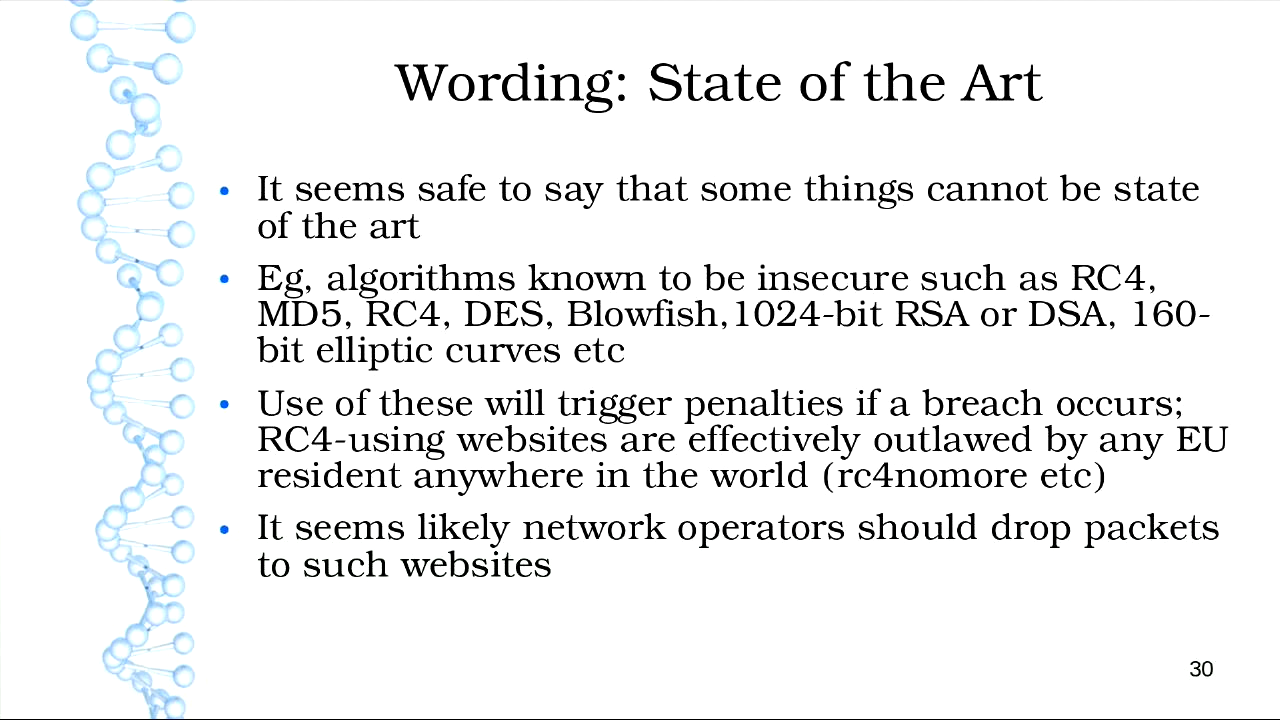 Wording: State of the Art
• It seems safe to say that some things cannot be state
of the art
• Eg, algorithms known to be insecure such as RC4,
MD5, RC4, DES, Blowfish,1024-bit RSA or DSA, 160-
bit elliptic curves etc
• Use of these will trigger penalties if a breach occurs;
RC4-using websites are effectively outlawed by any EU
resident anywhere in the world (rc4nomore etc)
• It seems likely network operators should drop packets
to such websites
30